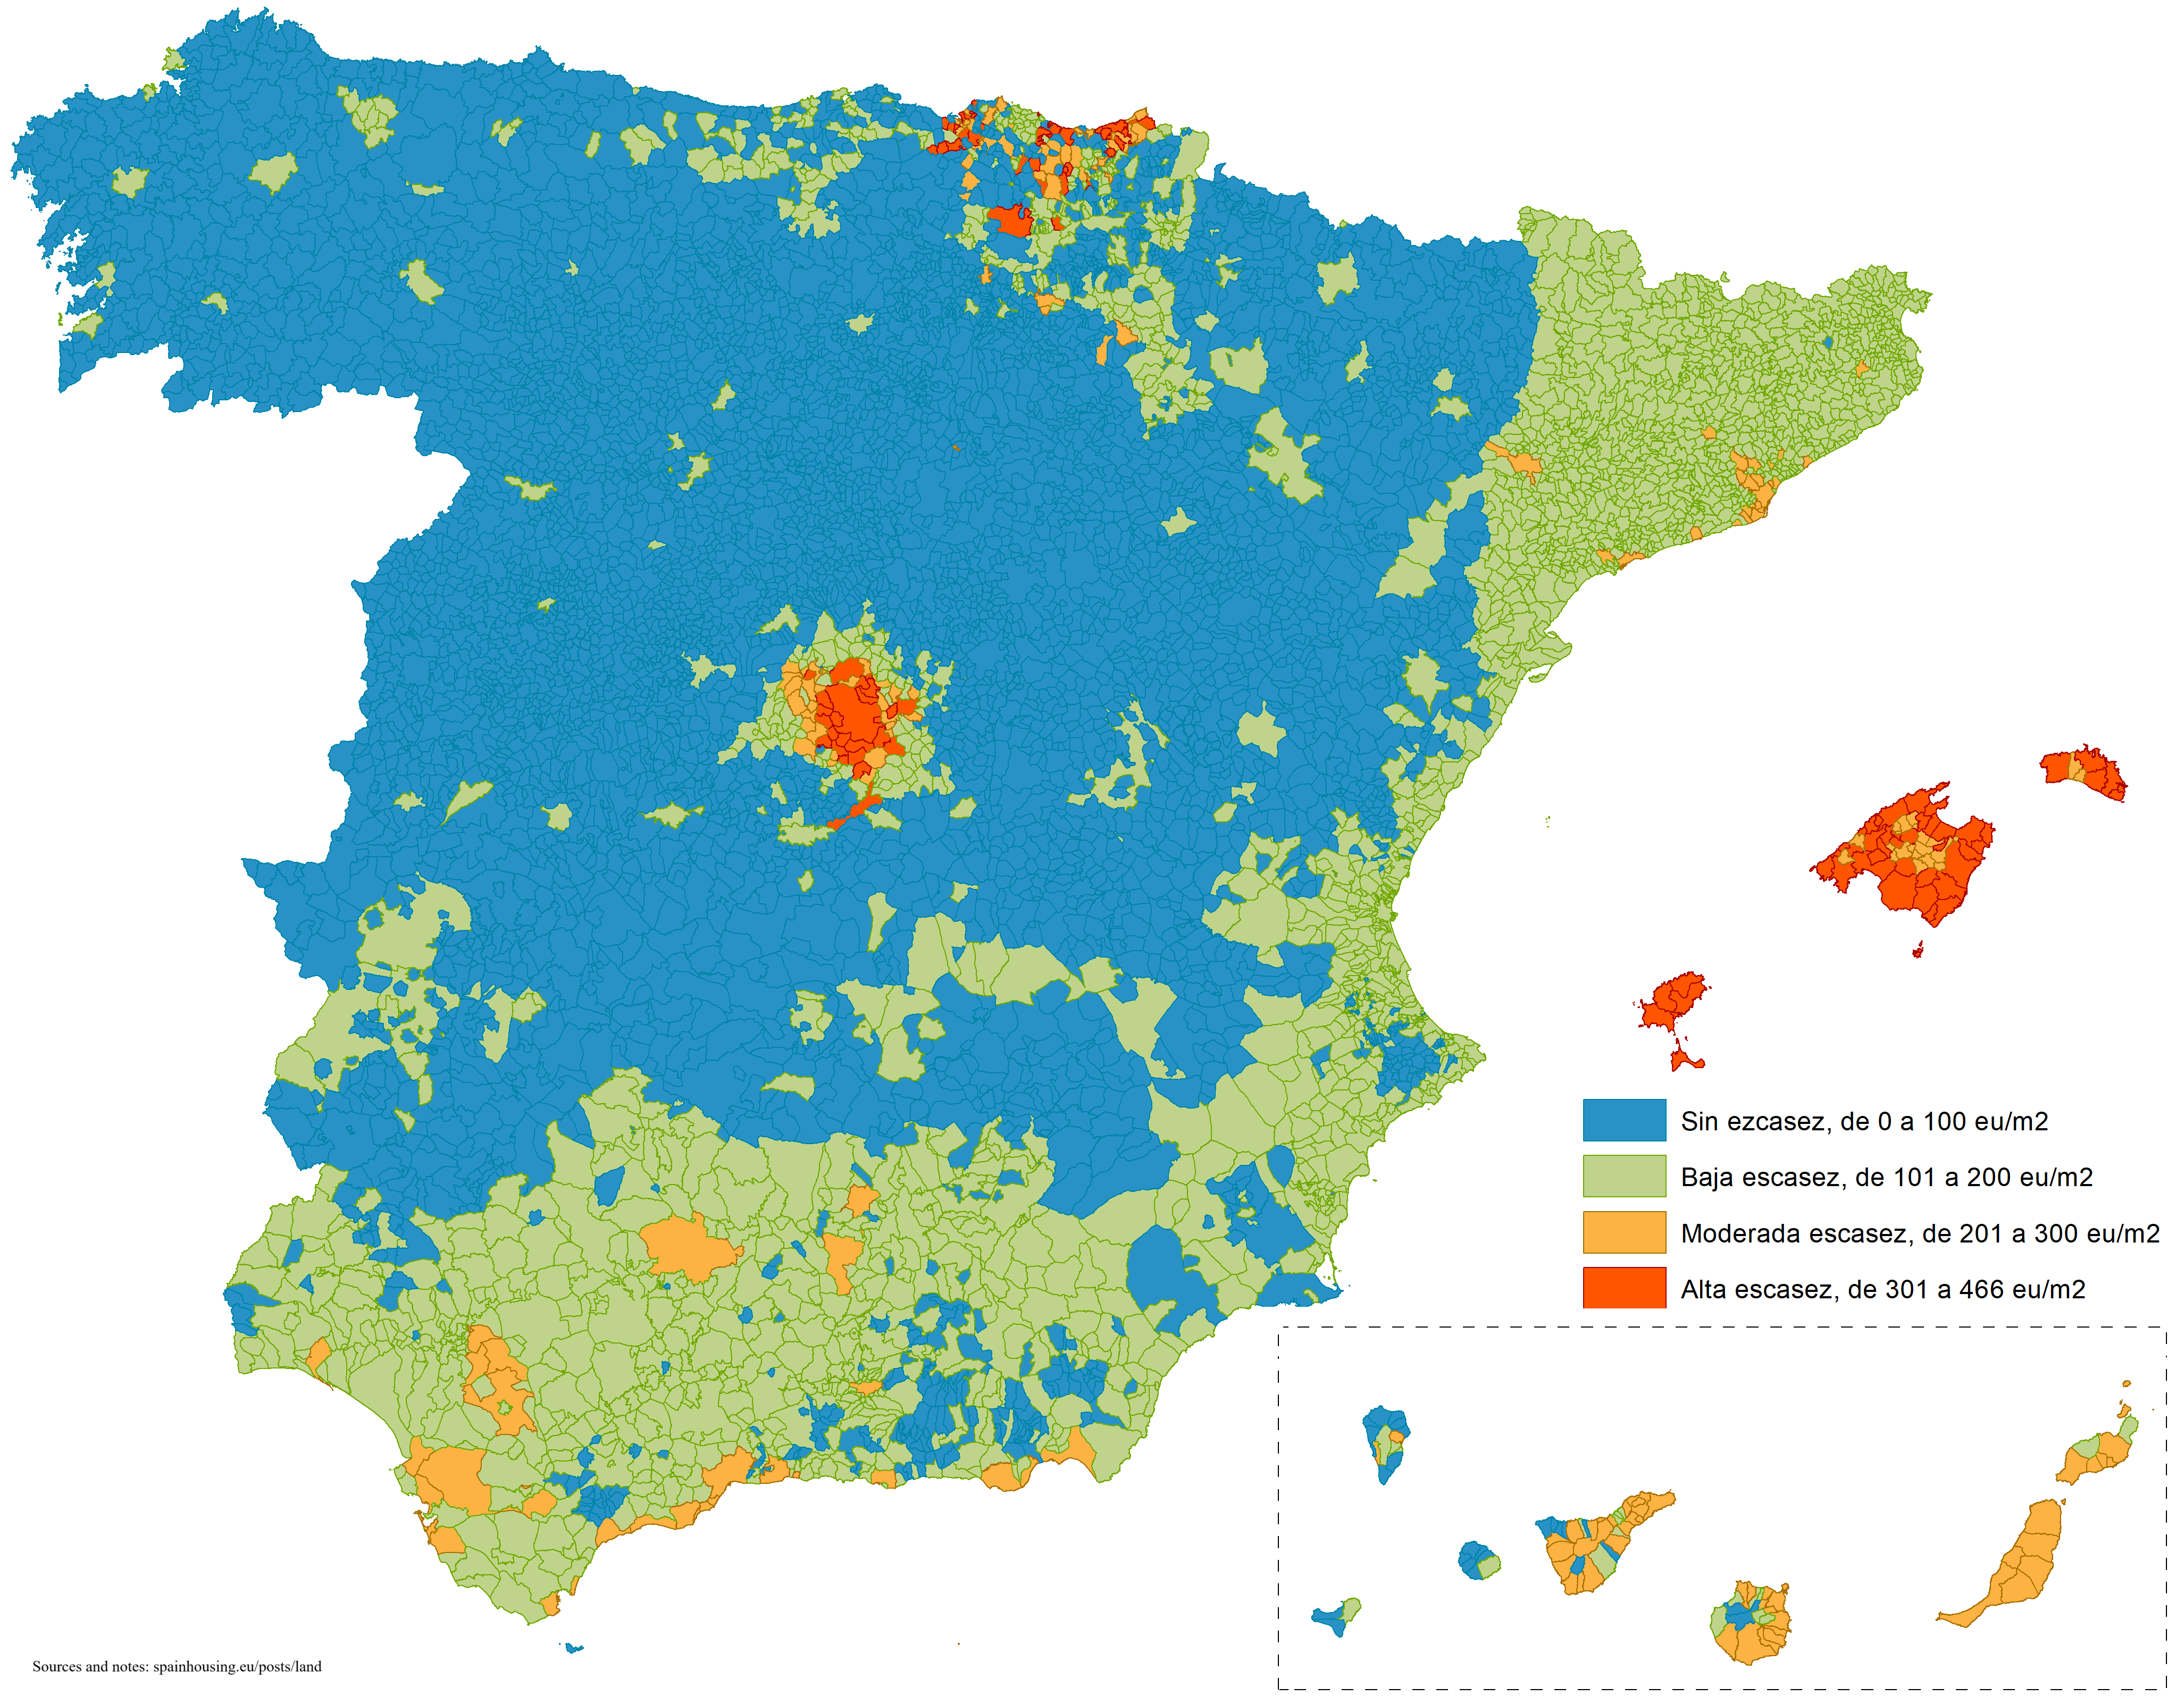 Sin ezcasez, de 0 a 100 eu/m2
Baja escasez, de 101 a 200 eu/m2
Moderada escasez, de 201 a 300 eu/m2
Alta escasez, de 301 a 466 eu/m2
Sources and notes: spainhousing.eu/posts/land